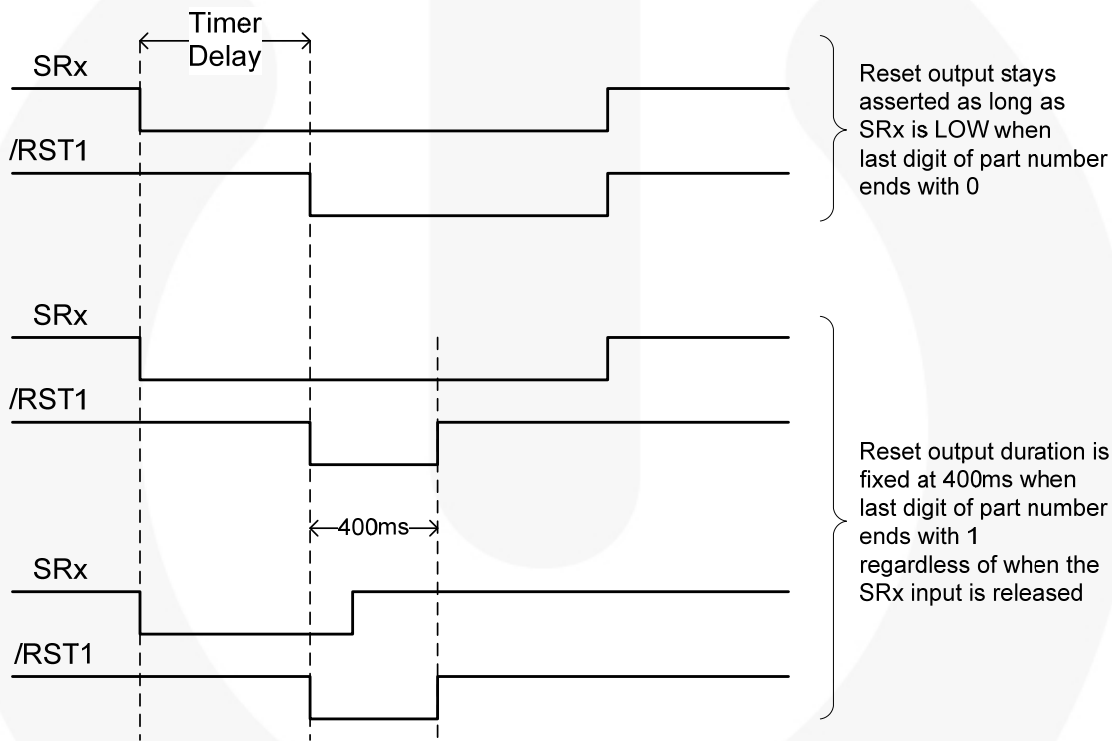 Timer
Delay
SRx
/RST1
Reset output stays
asserted as long as
SRx is LOW when
last digit of part number
ends with 0
SRx
/RST1
400ms
Reset output duration is
fixed at 400ms when
last digit of part number
ends with 1
regardless of when the
SRx input is released
SRx
/RST1